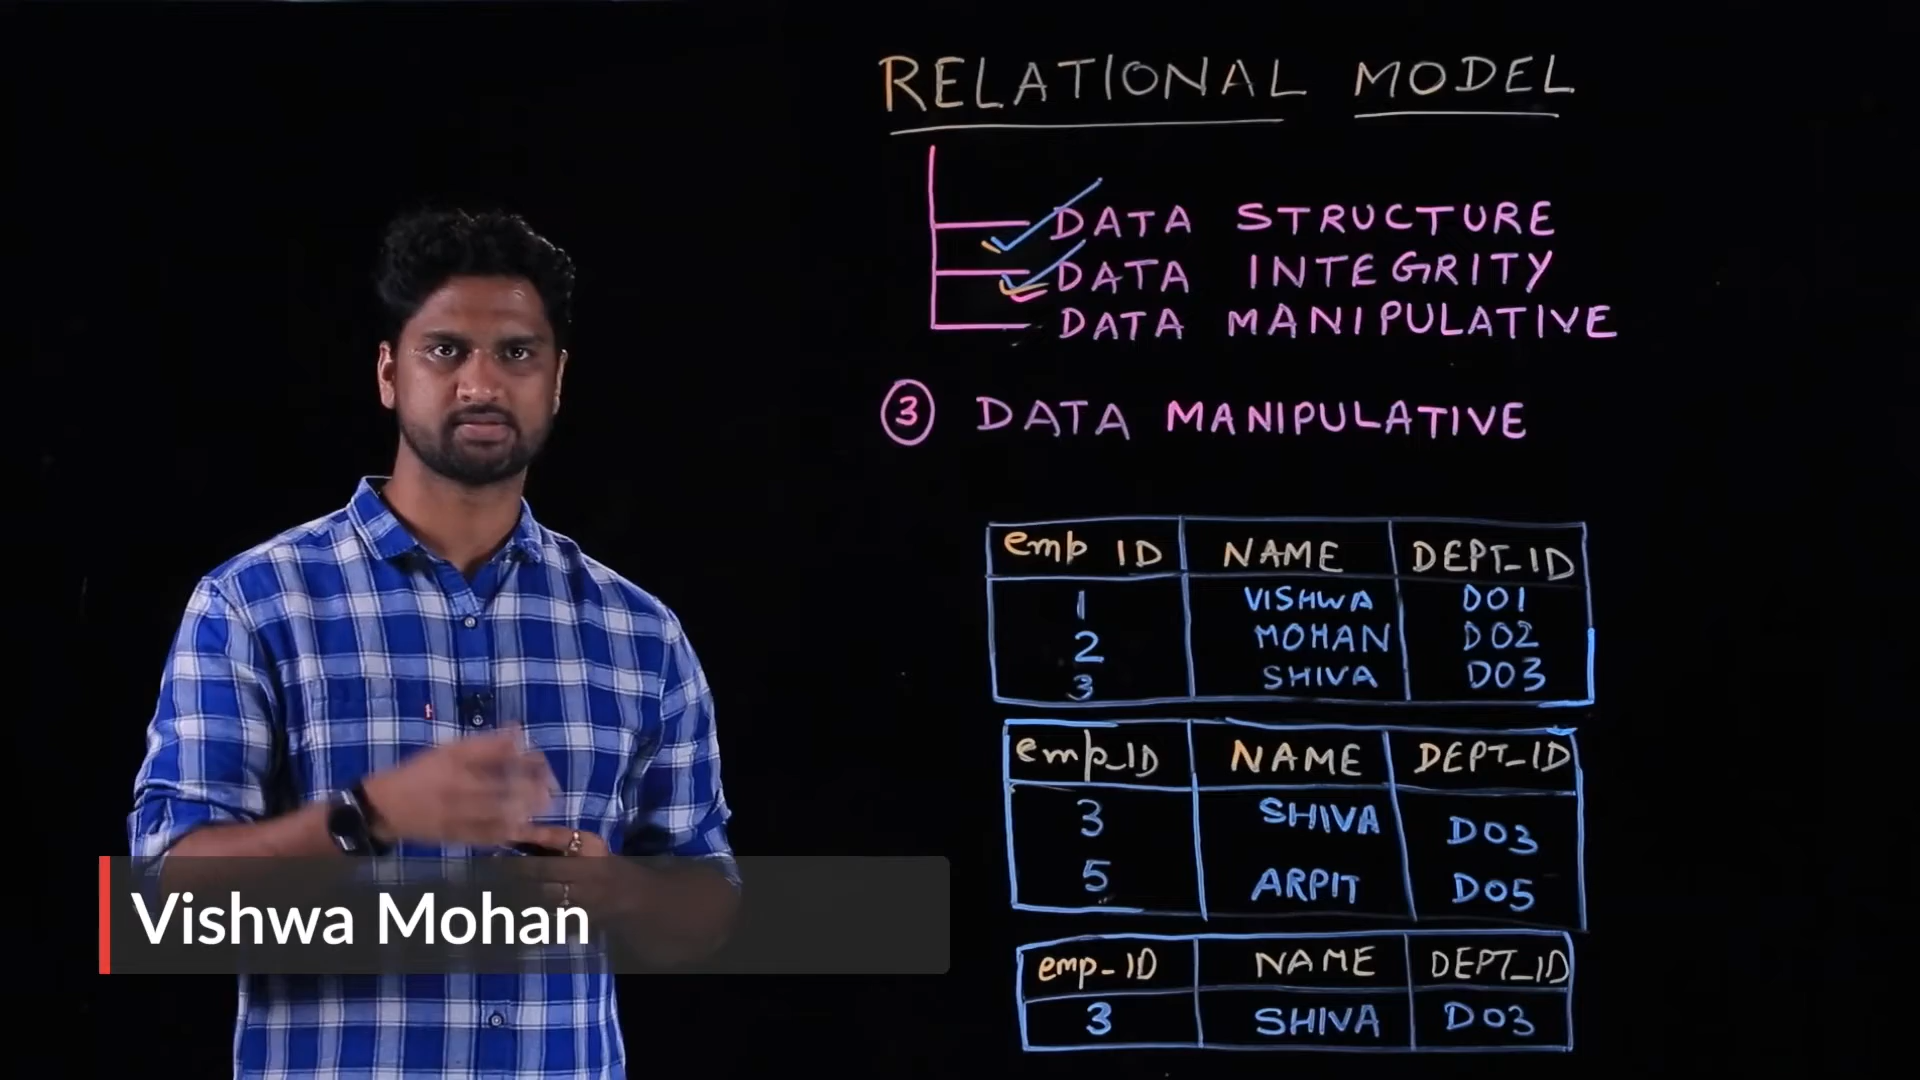 RELATIONAL MODEL
DATA STRUCTURE
DATA INTEGRITY
DATA MANIPULATIVE
3 DATA MANIPULATIVE
emp ID NAME DEPT_ID
1 VISHWA D01
2 MOHAN D02
3 SHIVA D03
emp_ID NAME DEPT_ID
3 SHIVA D03
5 ARPIT D05
emp-ID NAME DEPT_ID
3 SHIVA D03
Vishwa Mohan